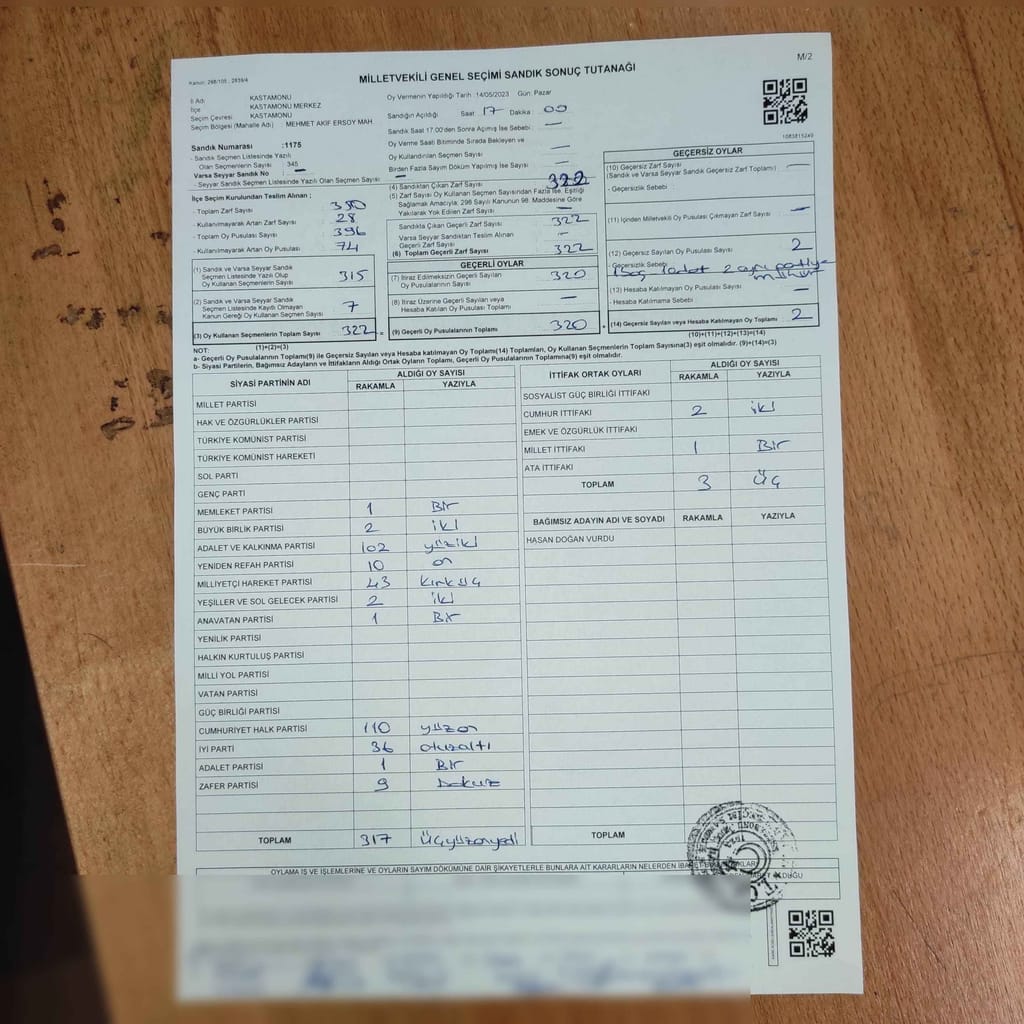 Kanun: 298/105 , 2839/4
MİLLETVEKİLİ GENEL SEÇİMİ SANDIK SONUÇ TUTANAĞI
M/2
İl Adı KASTAMONU
İlçe KASTAMONU MERKEZ
Seçim Çevresi KASTAMONU
Seçim Bölgesi (Mahalle Adı) MEHMET AKİF ERSOY MAH.
Oy Vermenin Yapıldığı Tarih : 14/05/2023 Gün: Pazar
Sandığın Açıldığı Saat : 17 Dakika : 00
Sandık Saat 17.00'den Sonra Açımış İse Sebebi : —
Oy Verme Saati Bitiminde Sırada Bekleyen ve
Oy Kullandırılan Seçmen Sayısı —
Birden Fazla Sayım Döküm Yapılmış İse Sayısı —
1083815249
Sandık Numarası :1175
- Sandık Seçmen Listesinde Yazılı
Olan Seçmenlerin Sayısı : 345
Varsa Seyyar Sandık No —
- Seyyar Sandık Seçmen Listesinde Yazılı Olan Seçmen Sayısı —
İlçe Seçim Kurulundan Teslim Alınan ;
- Toplam Zarf Sayısı 350
- Kullanılmayarak Artan Zarf Sayısı 28
- Toplam Oy Pusulası Sayısı 396
- Kullanılmayarak Artan Oy Pusulası 74
(1) Sandık ve Varsa Seyyar Sandık
Seçmen Listesinde Yazılı Olup
Oy Kullanan Seçmenlerin Sayısı 315
(2) Sandık ve Varsa Seyyar Sandık
Seçmen Listesinde Kayıtlı Olmayan
Kanun Gereği Oy Kullanan Seçmen Sayısı 7
(3) Oy Kullanan Seçmenlerin Toplam Sayısı 322 =
(1)+(2)=(3)
(4) Sandıktan Çıkan Zarf Sayısı 322
(5) Zarf Sayısı Oy Kullanan Seçmen Sayısından Fazla İse, Eşitliği
Sağlamak Amacıyla; 298 Sayılı Kanunun 98. Maddesine Göre
Yakılarak Yok Edilen Zarf Sayısı —
Sandıkta Çıkan Geçerli Zarf Sayısı 322
Varsa Seyyar Sandıktan Teslim Alınan
Geçerli Zarf Sayısı —
(6) Toplam Geçerli Zarf Sayısı 322
GEÇERLİ OYLAR
(7) İtiraz Edilmeksizin Geçerli Sayılan
Oy Pusulasının Sayısı 320
(8) İtiraz Üzerine Geçerli Sayılan veya
Hesaba Katılan Oy Pusulası Toplamı —
(9) Geçerli Oy Pusulalarının Toplamı 320 +
GEÇERSİZ OYLAR
(10) Geçersiz Zarf Sayısı —
(Sandık ve Varsa Seyyar Sandık Geçersiz Zarf Toplamı)
- Geçersizlik Sebebi :
(11) İçinden Milletvekili Oy Pusulası Çıkmayan Zarf Sayısı —
(12) Geçersiz Sayılan Oy Pusulası Sayısı 2
- Geçersizlik Sebebi
2 ayrı partiye
mühür
(13) Hesaba Katılmayan Oy Pusulası Sayısı —
- Hesaba Katılmama Sebebi
(14) Geçersiz Sayılan veya Hesaba Katılmayan Oy Toplamı 2
(10)+(11)+(12)+(13)=(14)
NOT:
a- Geçerli Oy Pusulalarının Toplamı(9) ile Geçersiz Sayılan veya Hesaba katılmayan Oy Toplamı(14) Toplamları, Oy Kullanan Seçmenlerin Toplam Sayısına(3) eşit olmalıdır. (9)+(14)=(3)
b- Siyasi Partilerin, Bağımsız Adayların ve İttifakların Aldığı Ortak Oyların Toplamı, Geçerli Oy Pusulalarının Toplamına(9) eşit olmalıdır.
SİYASİ PARTİNİN ADI ALDIĞI OY SAYISI
RAKAMLA YAZIYLA
MİLLET PARTİSİ
HAK VE ÖZGÜRLÜKLER PARTİSİ
TÜRKİYE KOMÜNİST PARTİSİ
TÜRKİYE KOMÜNİST HAREKETİ
SOL PARTİ
GENÇ PARTİ
MEMLEKET PARTİSİ 1 Bir
BÜYÜK BİRLİK PARTİSİ 2 iki
ADALET VE KALKINMA PARTİSİ 102 yüziki
YENİDEN REFAH PARTİSİ 10 on
MİLLİYETÇİ HAREKET PARTİSİ 43 kırküç
YEŞİLLER VE SOL GELECEK PARTİSİ 2 iki
ANAVATAN PARTİSİ 1 Bir
YENİLİK PARTİSİ
HALKIN KURTULUŞ PARTİSİ
MİLLİ YOL PARTİSİ
VATAN PARTİSİ
GÜÇ BİRLİĞİ PARTİSİ
CUMHURİYET HALK PARTİSİ 110 yüzon
İYİ PARTİ 36 otuzaltı
ADALET PARTİSİ 1 Bir
ZAFER PARTİSİ 9 Dokuz
TOPLAM 317 Üçyüzonyedi
İTTİFAK ORTAK OYLARI ALDIĞI OY SAYISI
RAKAMLA YAZIYLA
SOSYALİST GÜÇ BİRLİĞİ İTTİFAKI
CUMHUR İTTİFAKI 2 iki
EMEK VE ÖZGÜRLÜK İTTİFAKI
MİLLET İTTİFAKI 1 Bir
ATA İTTİFAKI
TOPLAM 3 Üç
BAĞIMSIZ ADAYIN ADI VE SOYADI RAKAMLA YAZIYLA
HASAN DOĞAN VURDU
TOPLAM
OYLAMA İŞ VE İŞLEMLERİNE VE OYLARIN SAYIM DÖKÜMÜNE DAİR ŞİKAYETLERLE BUNLARA AİT KARARLARIN NELERDEN İBARET
OLDUĞU